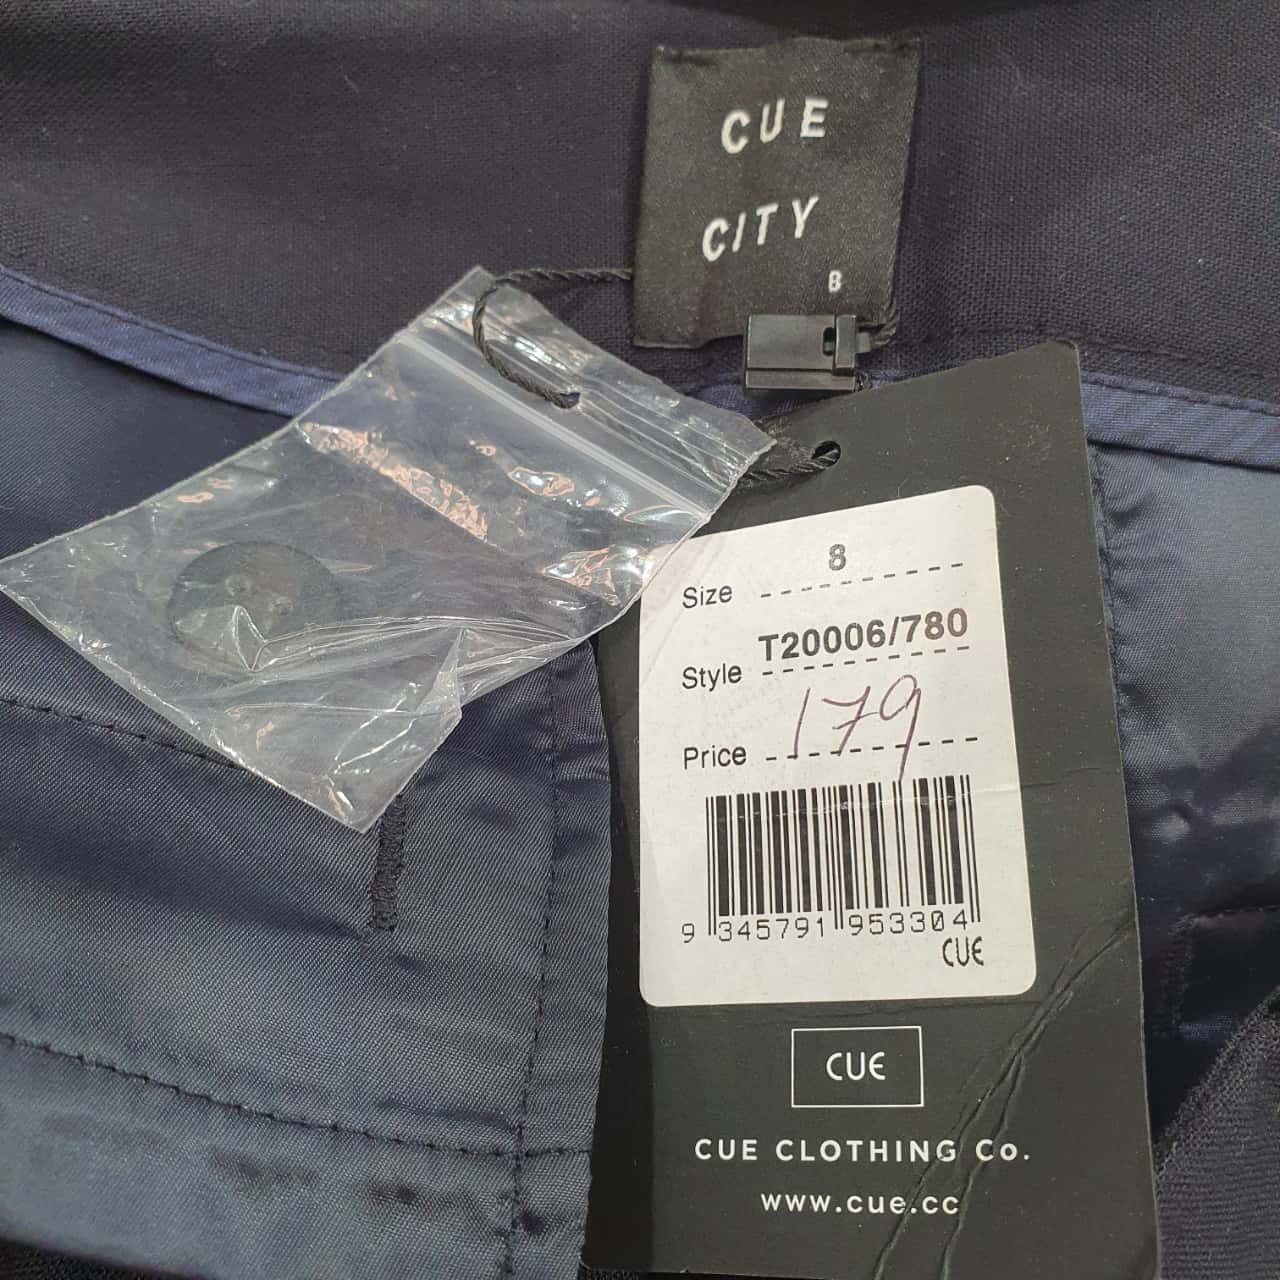 CUE
CITY
8
Size 8
Style T20006/780
Price 179
9 345791 953304
CUE
CUE
CUE CLOTHING Co.
www.cue.cc